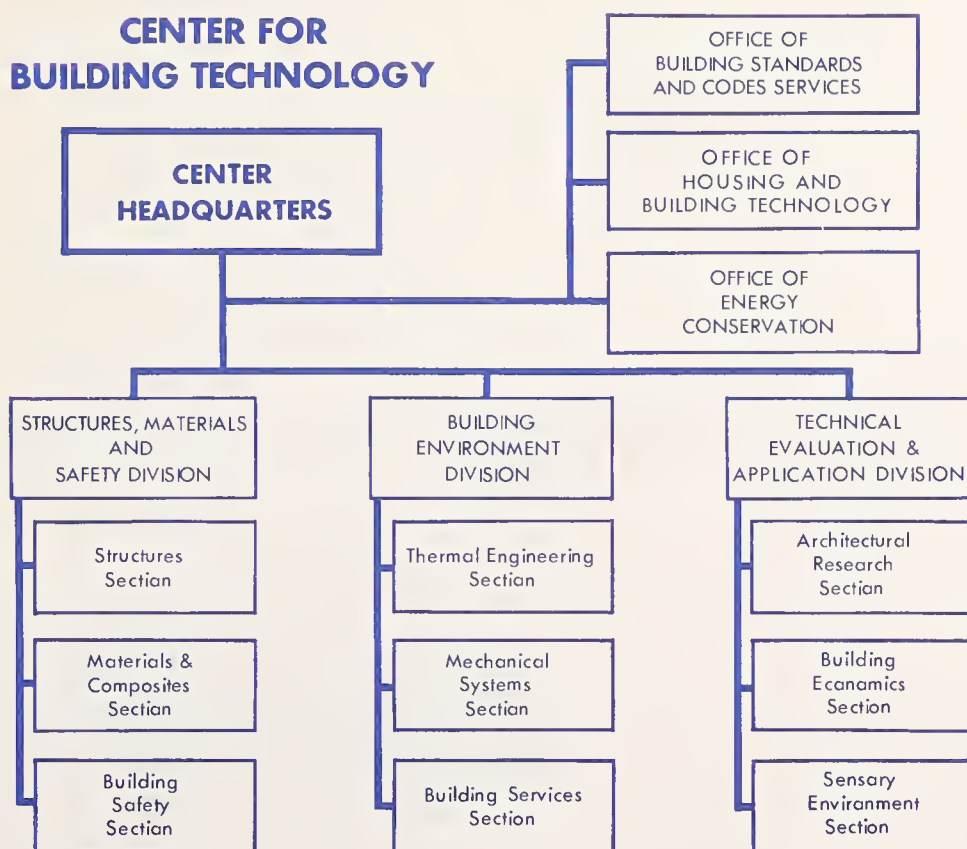 CENTER FOR
BUILDING TECHNOLOGY
CENTER
HEADQUARTERS
OFFICE OF
BUILDING STANDARDS
AND CODES SERVICES
OFFICE OF
HOUSING AND
BUILDING TECHNOLOGY
OFFICE OF
ENERGY
CONSERVATION
STRUCTURES, MATERIALS
AND
SAFETY DIVISION
Structures
Section
Materials &
Composites
Section
Building
Safety
Section
BUILDING
ENVIRONMENT
DIVISION
Thermal Engineering
Section
Mechanical
Systems
Section
Building Services
Section
TECHNICAL
EVALUATION &
APPLICATION DIVISION
Architectural
Research
Section
Building
Economics
Section
Sensory
Environment
Section